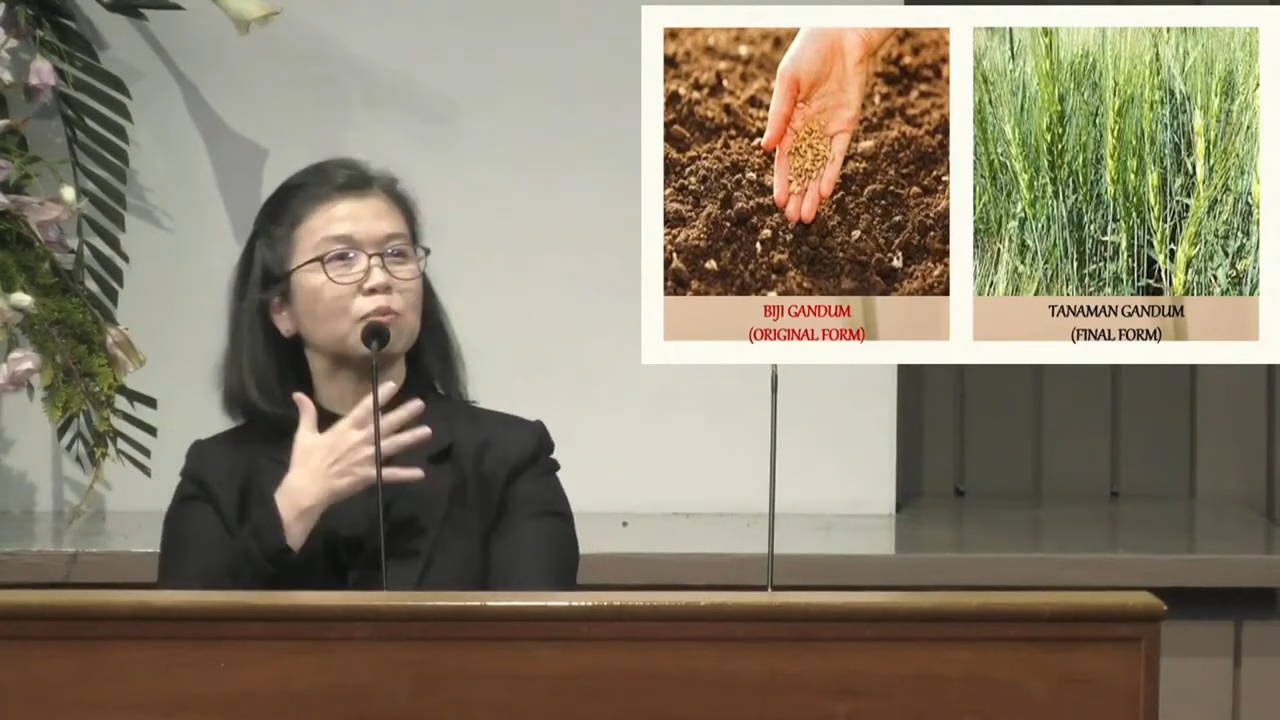 BIJI GANDUM
(ORIGINAL FORM)
TANAMAN GANDUM
(FINAL FORM)